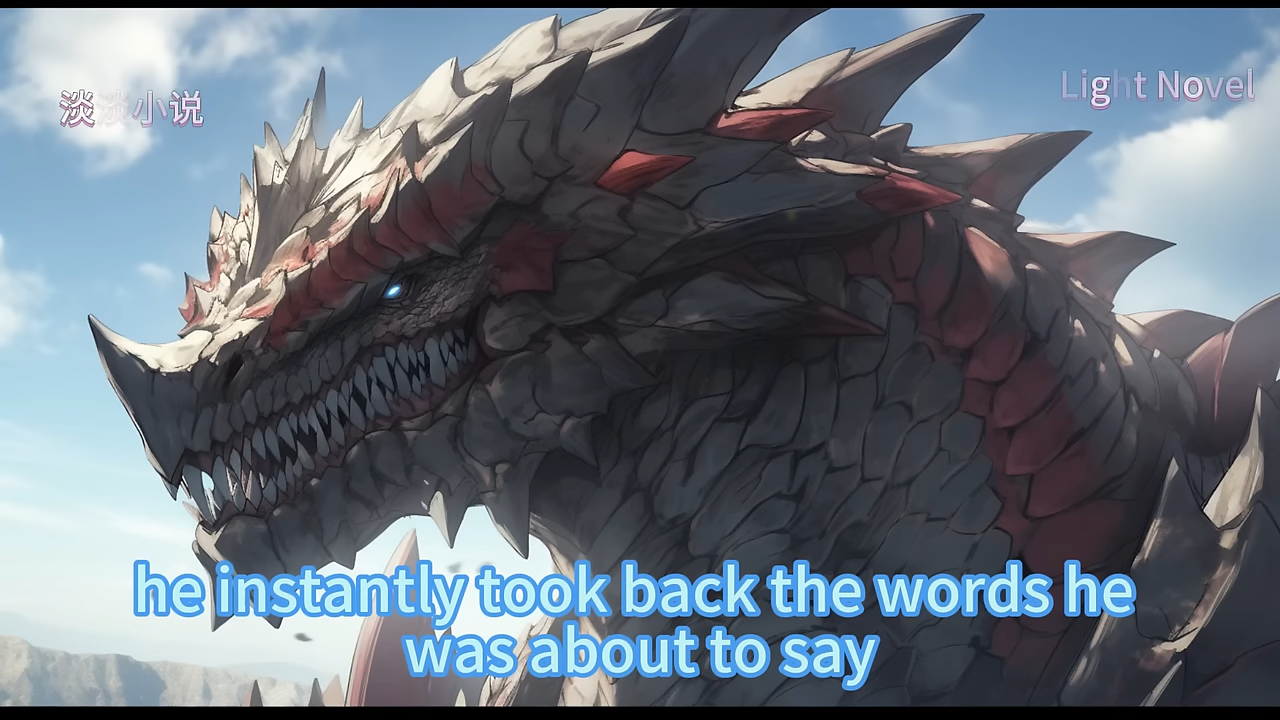 淡淡小说
Light Novel
he instantly took back the words he
was about to say